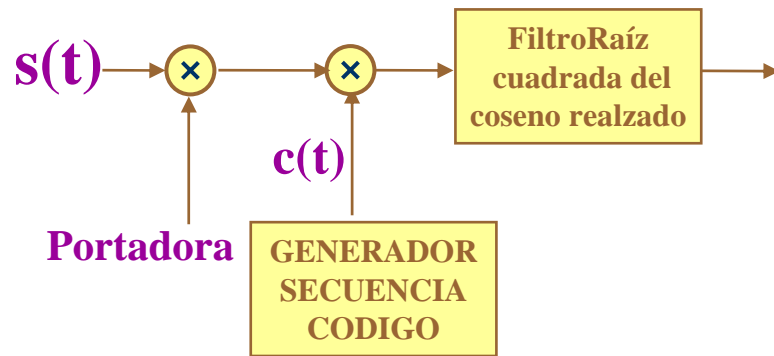 s(t)
×
×
FiltroRaíz
cuadrada del
coseno realzado
c(t)
Portadora
GENERADOR
SECUENCIA
CODIGO